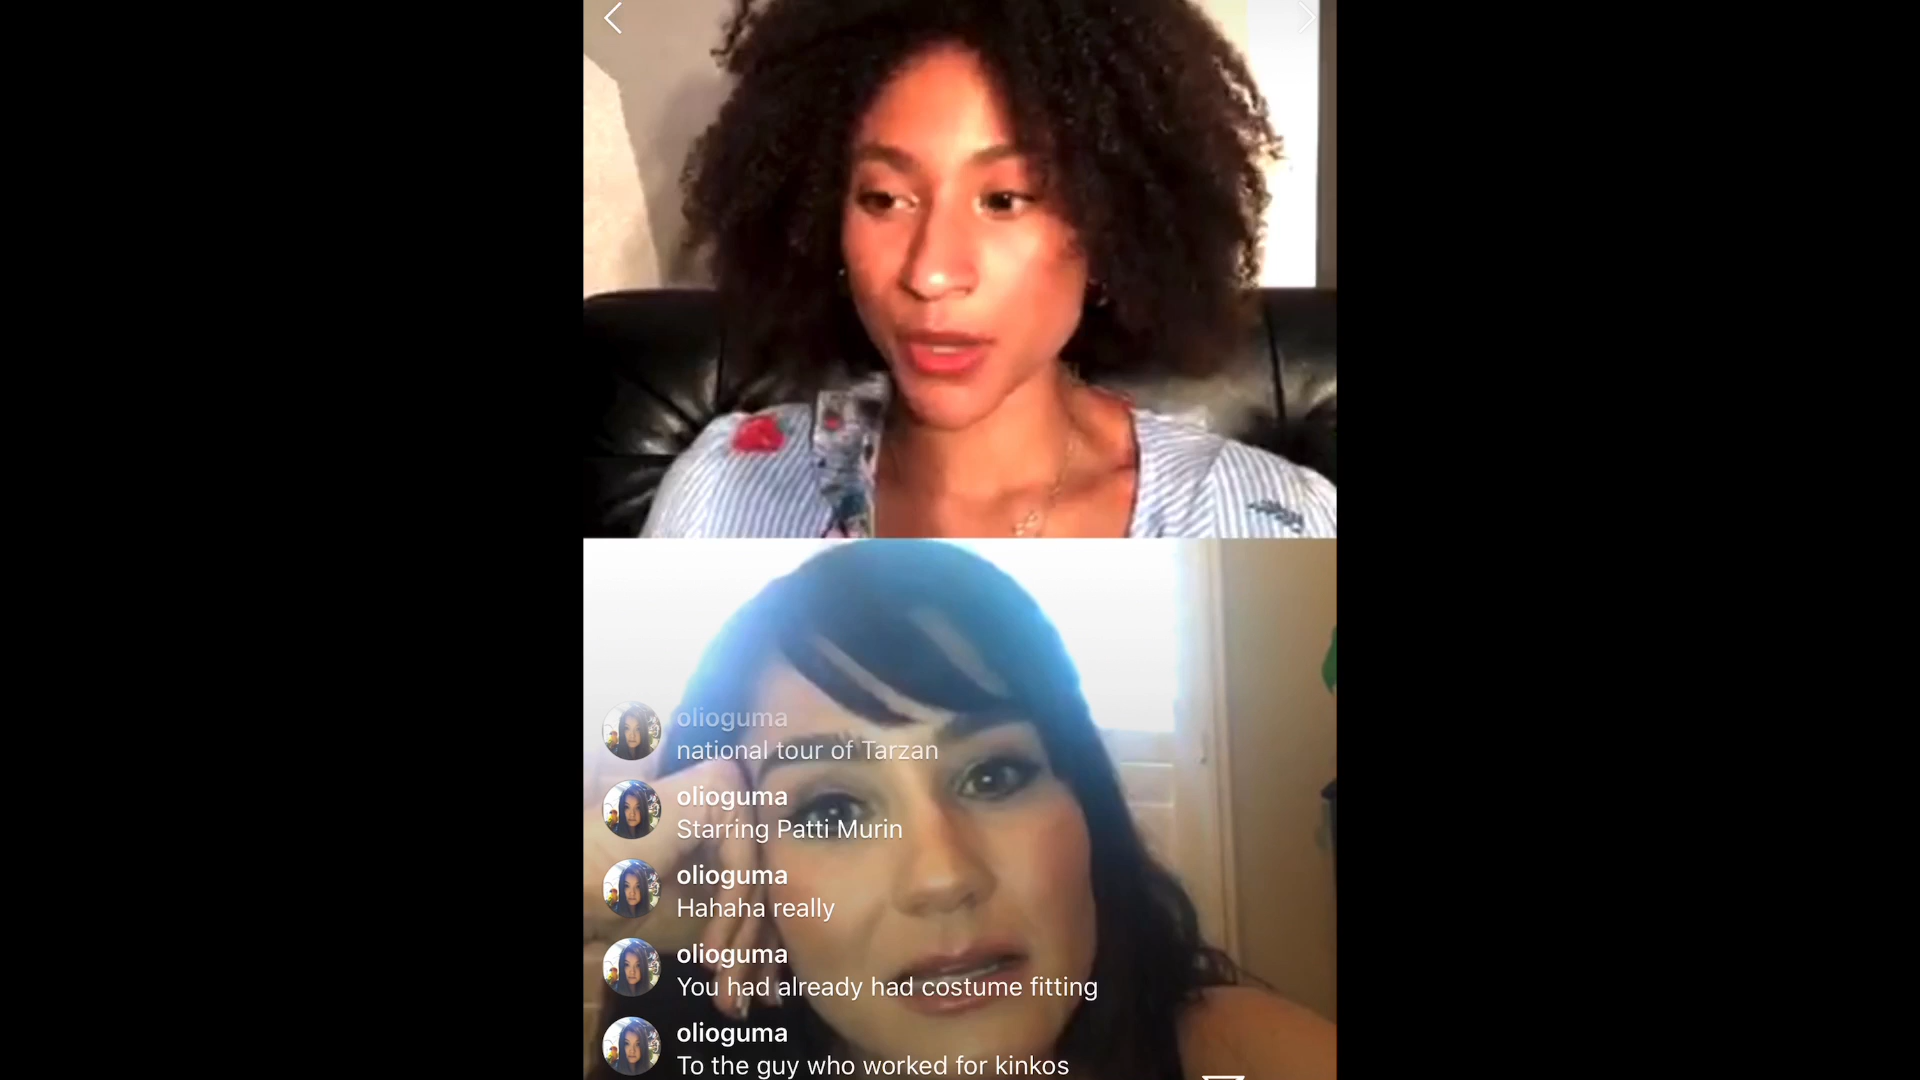 olioguma
national tour of Tarzan
olioguma
Starring Patti Murin
olioguma
Hahaha really
olioguma
You had already had costume fitting
olioguma
To the guy who worked for kinkos